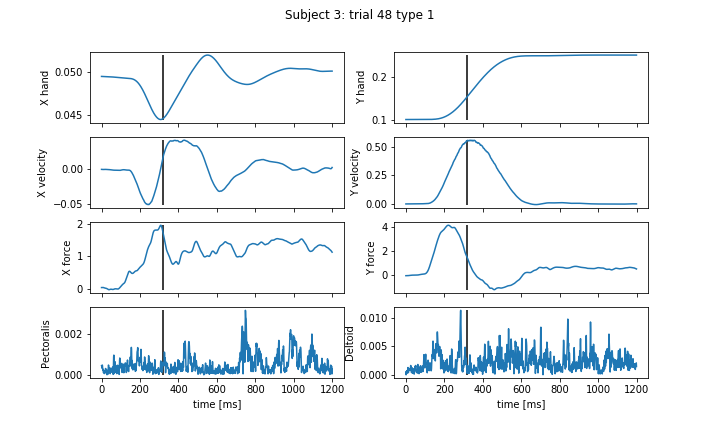 Subject 3: trial 48 type 1
X hand
0.050
0.045
Y hand
0.2
0.1
X velocity
0.00
−0.05
Y velocity
0.50
0.25
0.00
X force
2
1
0
Y force
4
2
0
Pectoralis
0.002
0.000
0 200 400 600 800 1000 1200
time [ms]
Deltoid
0.010
0.005
0.000
0 200 400 600 800 1000 1200
time [ms]